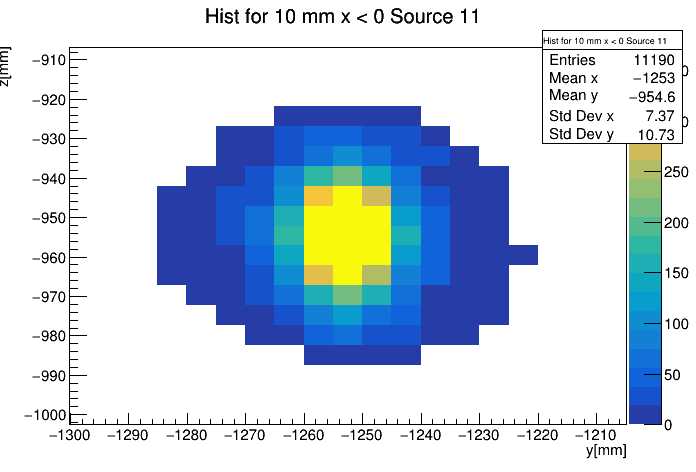 Hist for 10 mm x < 0 Source 11
Hist for 10 mm x < 0 Source 11
Entries 11190
Mean x −1253
Mean y −954.6
Std Dev x 7.37
Std Dev y 10.73
z[mm]
−910
−920
−930
−940
−950
−960
−970
−980
−990
−1000
−1300 −1290 −1280 −1270 −1260 −1250 −1240 −1230 −1220 −1210
y[mm]
250
200
150
100
50
0